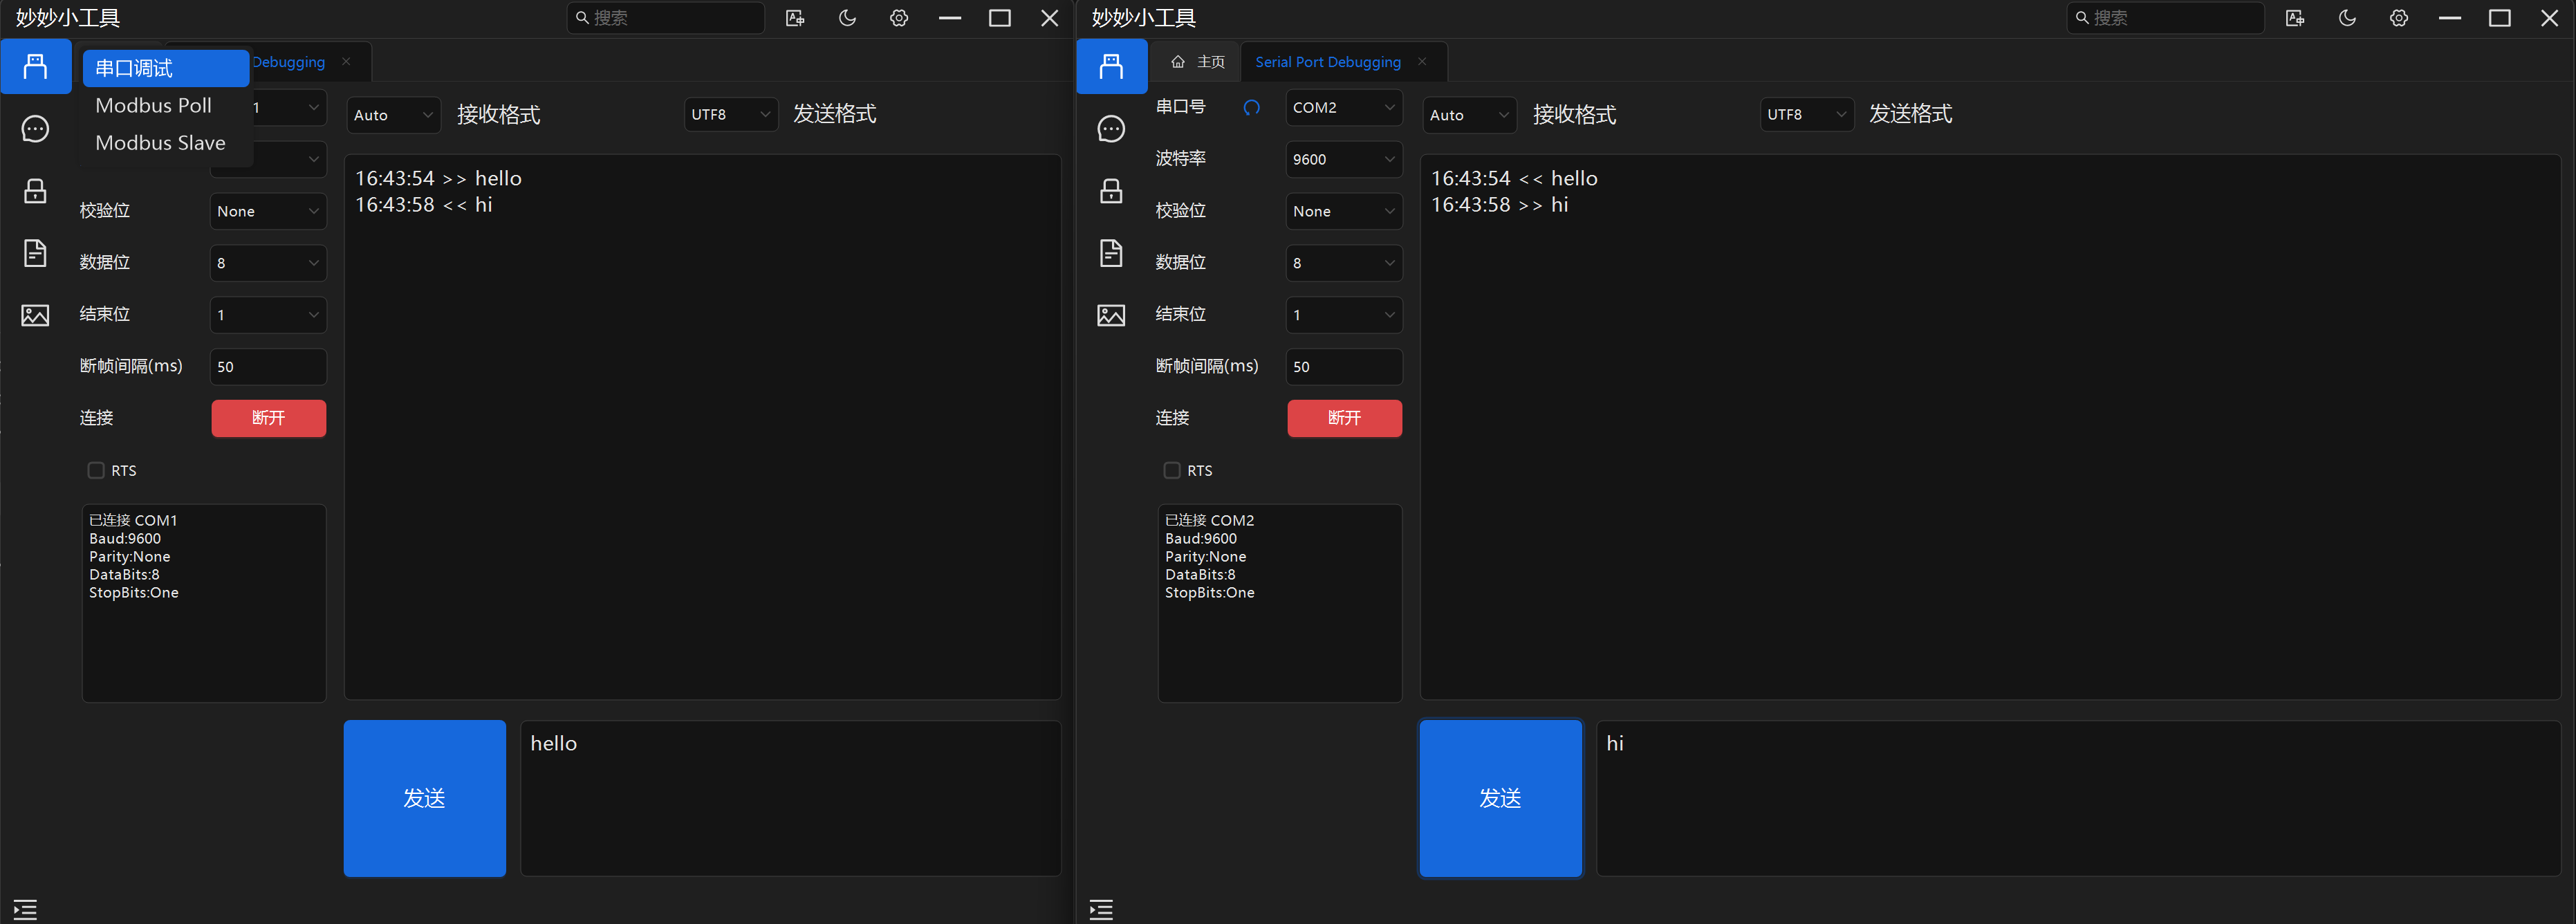 妙妙小工具
搜索
串口调试
Debugging
Modbus Poll
Modbus Slave
1
Auto
接收格式
UTF8
发送格式
校验位
None
数据位
8
结束位
1
断帧间隔(ms)
50
连接
断开
RTS
已连接 COM1
Baud:9600
Parity:None
DataBits:8
StopBits:One
16:43:54 >> hello
16:43:58 << hi
发送
hello
妙妙小工具
搜索
主页
Serial Port Debugging
串口号
COM2
波特率
9600
校验位
None
数据位
8
结束位
1
断帧间隔(ms)
50
连接
断开
RTS
已连接 COM2
Baud:9600
Parity:None
DataBits:8
StopBits:One
Auto
接收格式
UTF8
发送格式
16:43:54 << hello
16:43:58 >> hi
发送
hi